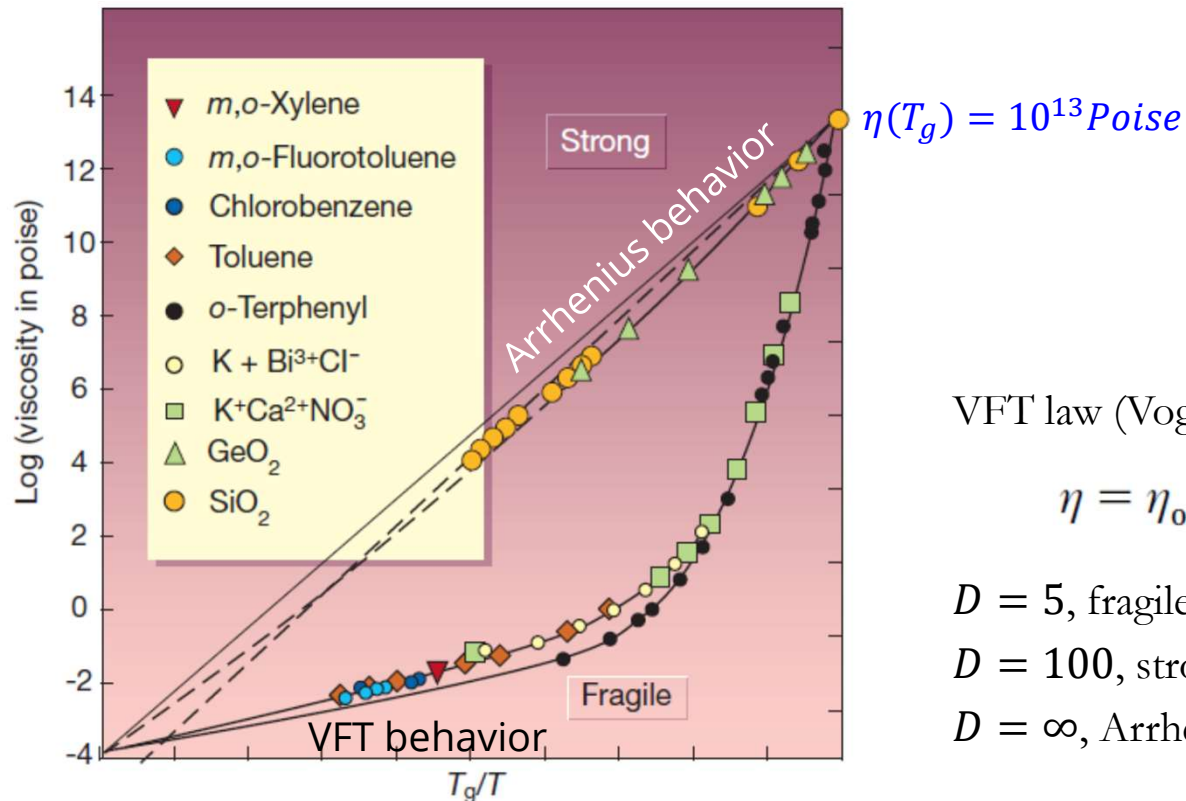 m,o-Xylene
m,o-Fluorotoluene
Chlorobenzene
Toluene
o-Terphenyl
K + Bi³⁺Cl⁻
K⁺Ca²⁺NO₃⁻
GeO₂
SiO₂
Strong
Arrhenius behavior
Fragile
VFT behavior
Log (viscosity in poise)
14
12
10
8
6
4
2
0
-2
-4
T_g/T
η(T_g) = 10¹³Poise
VFT law (Vog
η = η₀
D = 5, fragile
D = 100, stro
D = ∞, Arrhe